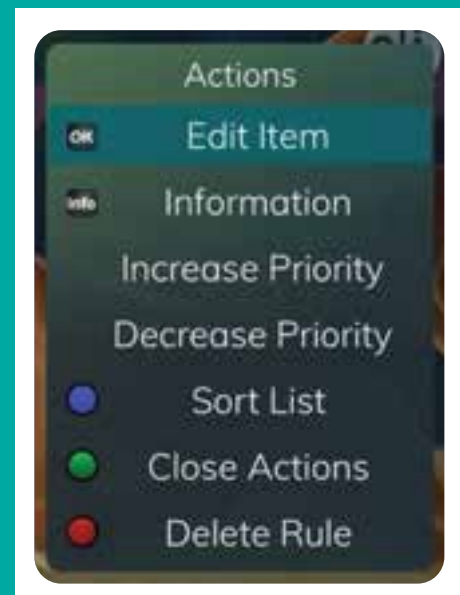 Actions
OK Edit Item
Info Information
Increase Priority
Decrease Priority
Sort List
Close Actions
Delete Rule